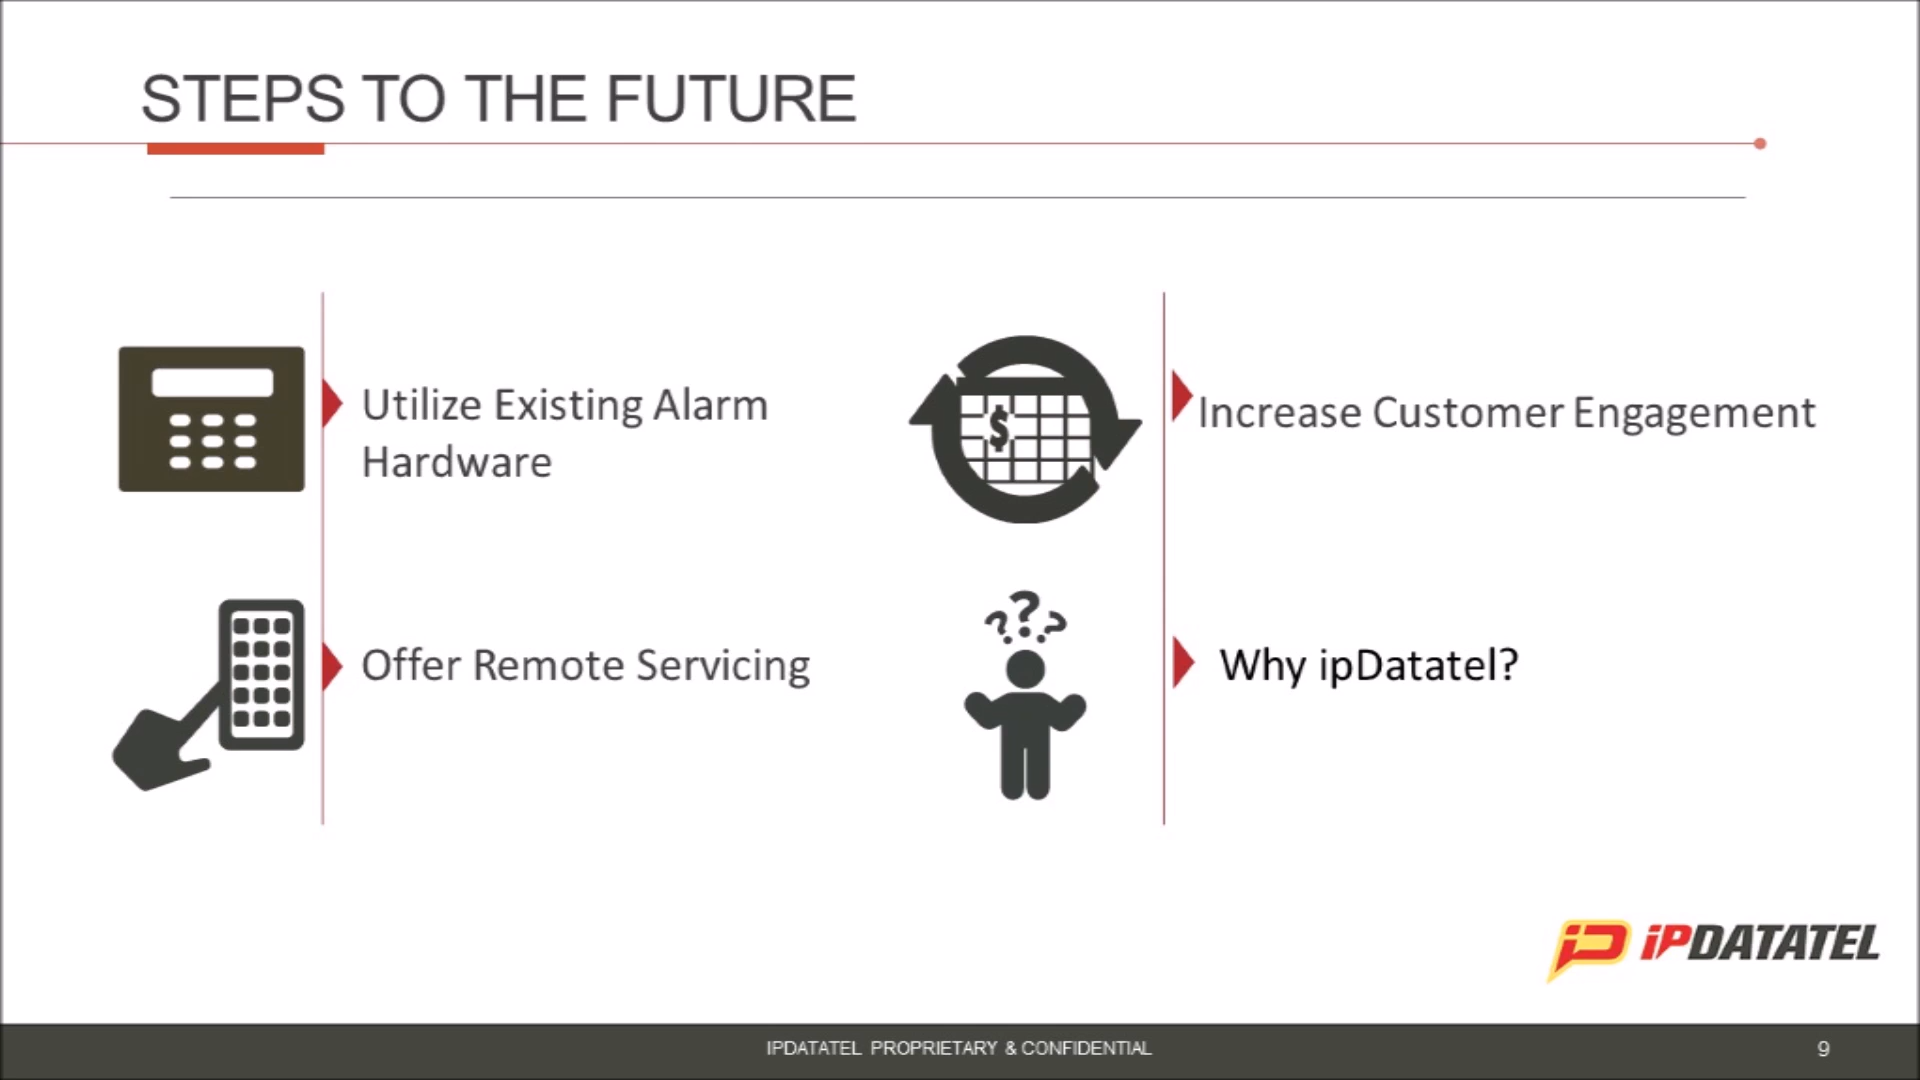 STEPS TO THE FUTURE
Utilize Existing Alarm
Hardware
Offer Remote Servicing
$
Increase Customer Engagement
???
Why ipDatatel?
iPDATATEL
IPDATATEL PROPRIETARY & CONFIDENTIAL
9